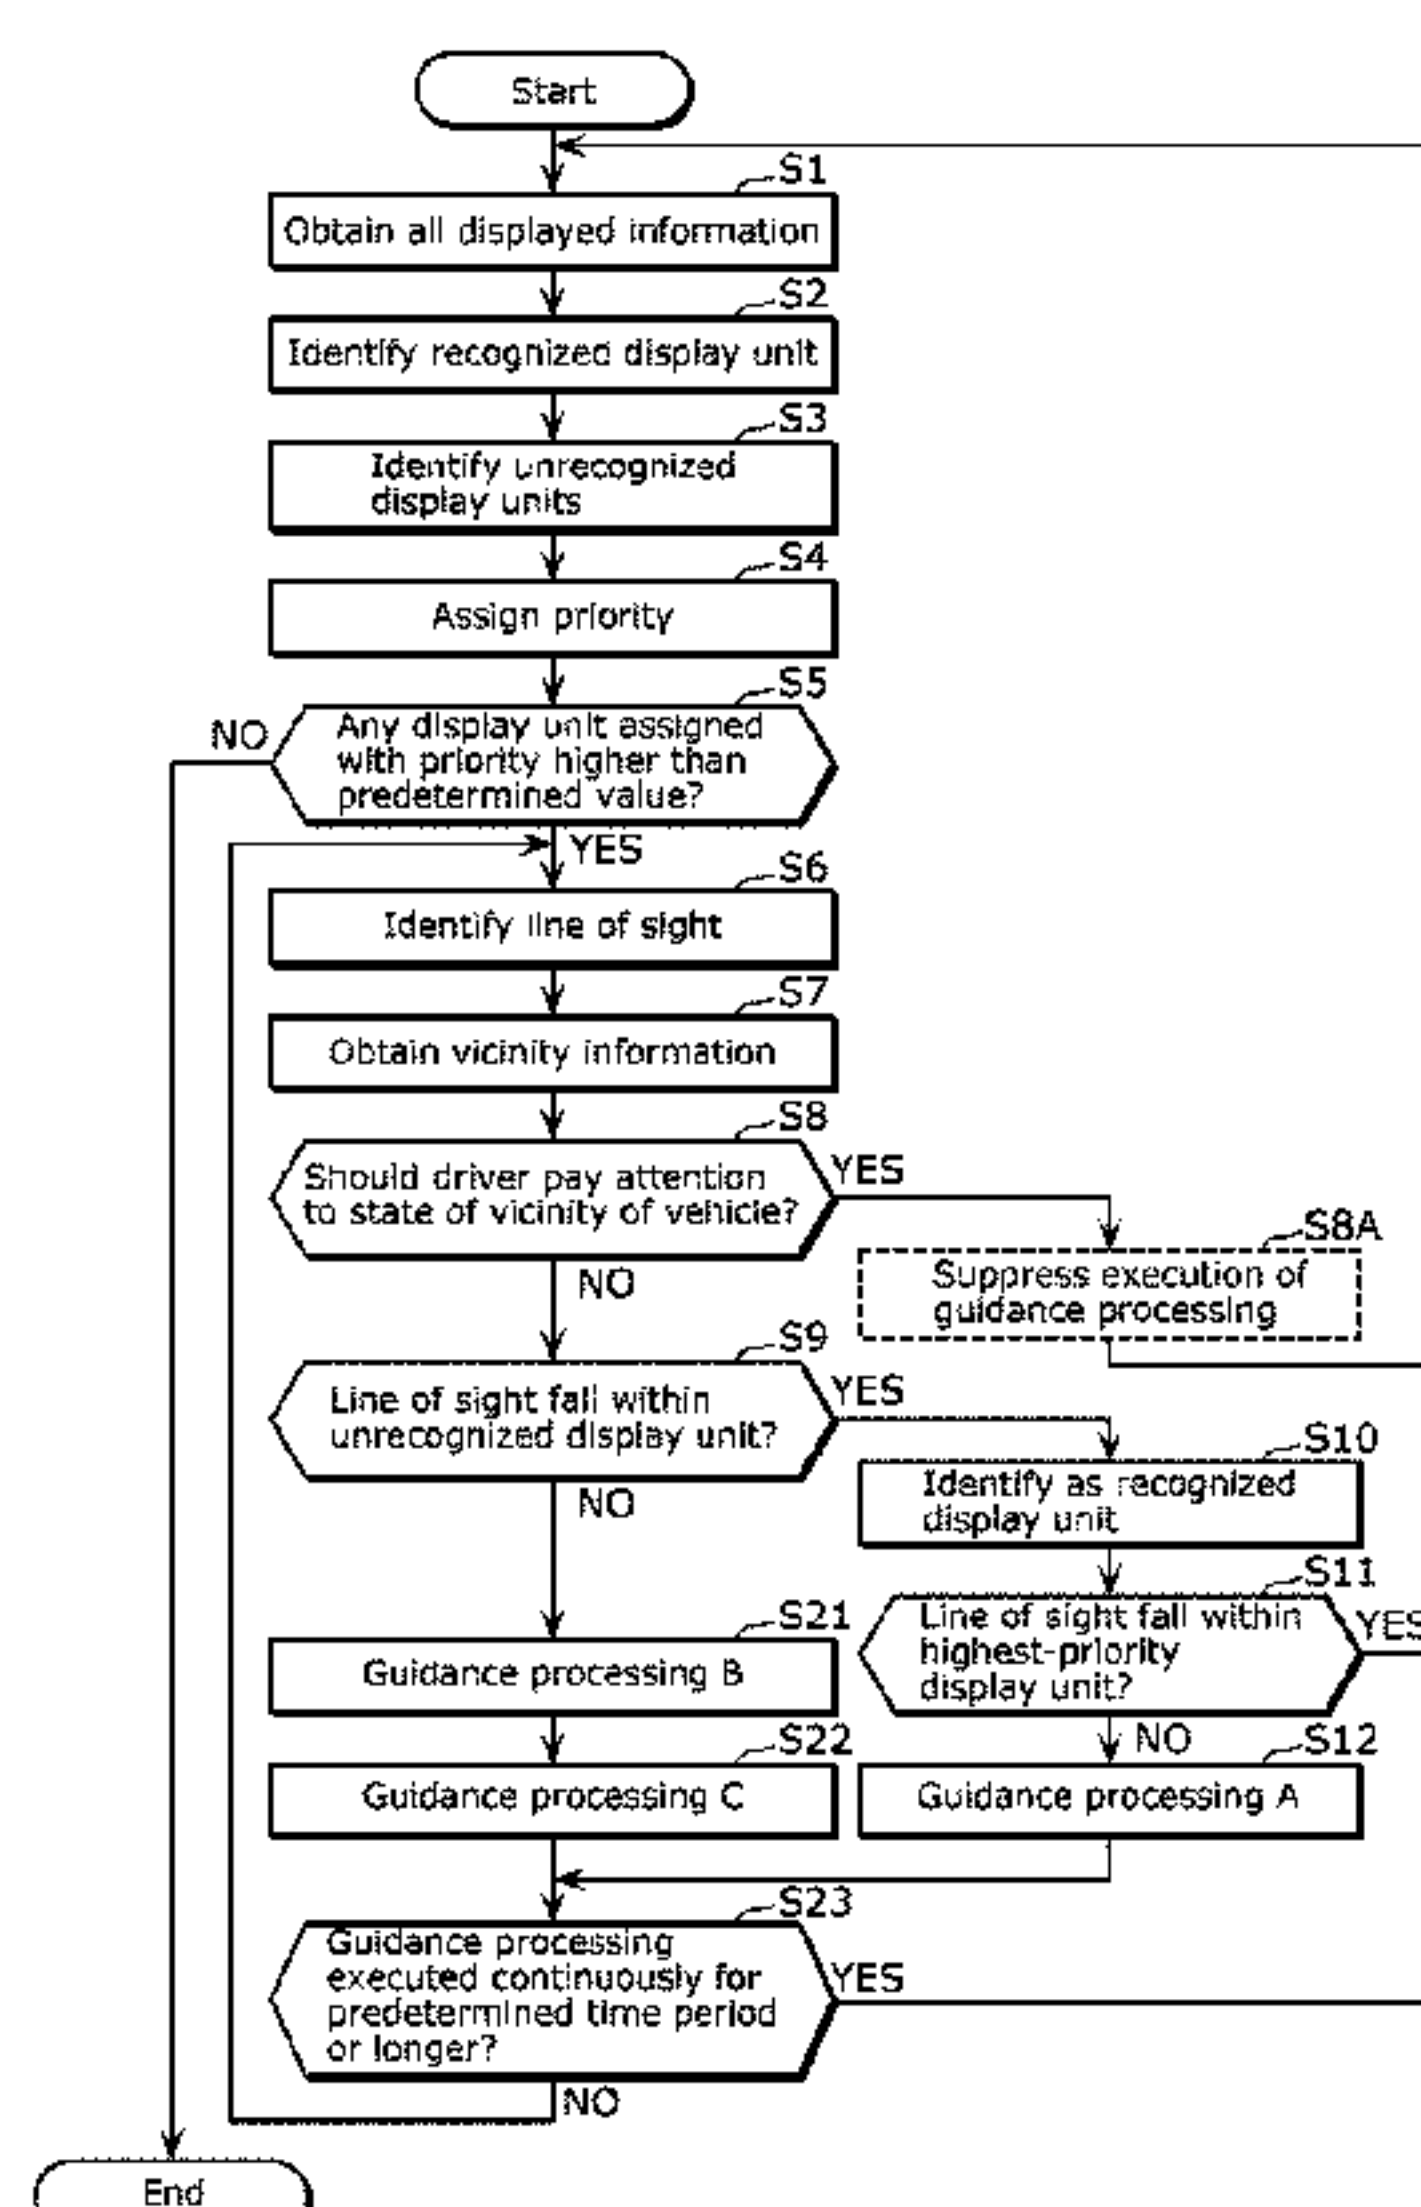 Start
S1
Obtain all displayed information
S2
Identify recognized display unit
S3
Identify unrecognized
display units
S4
Assign priority
S5
NO
Any display unit assigned
with priority higher than
predetermined value?
YES
S6
Identify line of sight
S7
Obtain vicinity information
S8
Should driver pay attention
to state of vicinity of vehicle?
YES
NO
S8A
Suppress execution of
guidance processing
S9
Line of sight fall within
unrecognized display unit?
YES
NO
S10
Identify as recognized
display unit
S11
Line of sight fall within
highest-priority
display unit?
YES
NO
S21
Guidance processing B
S22
Guidance processing C
S12
Guidance processing A
S23
Guidance processing
executed continuously for
predetermined time period
or longer?
YES
NO
End